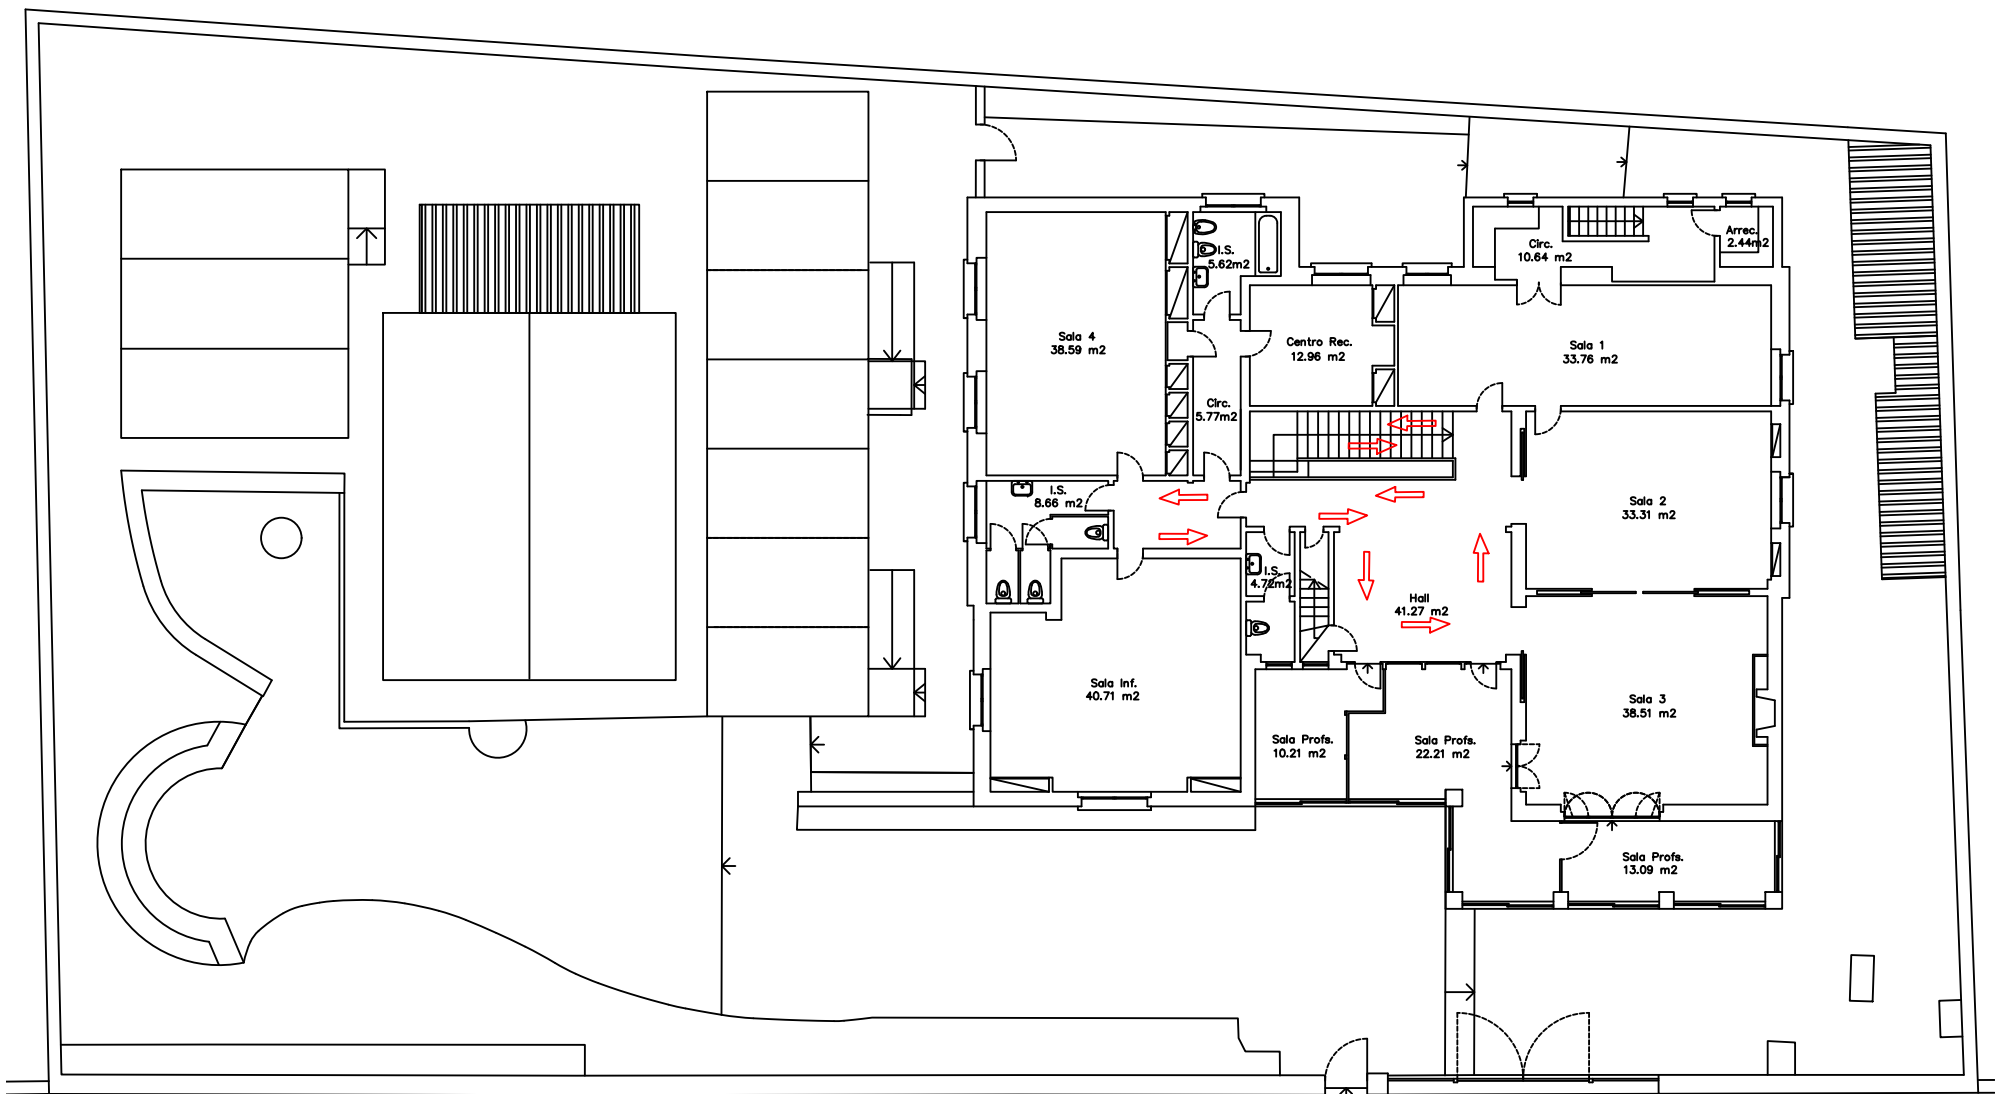 Arrec.
2.44m2
Circ.
10.64 m2
I.S.
5.62m2
Sala 4
38.59 m2
Centro Rec.
12.96 m2
Sala 1
33.76 m2
Circ.
5.77m2
I.S.
8.66 m2
Sala 2
33.31 m2
I.S.
4.72m2
Hall
41.27 m2
Sala Inf.
40.71 m2
Sala 3
38.51 m2
Sala Profs.
10.21 m2
Sala Profs.
22.21 m2
Sala Profs.
13.09 m2